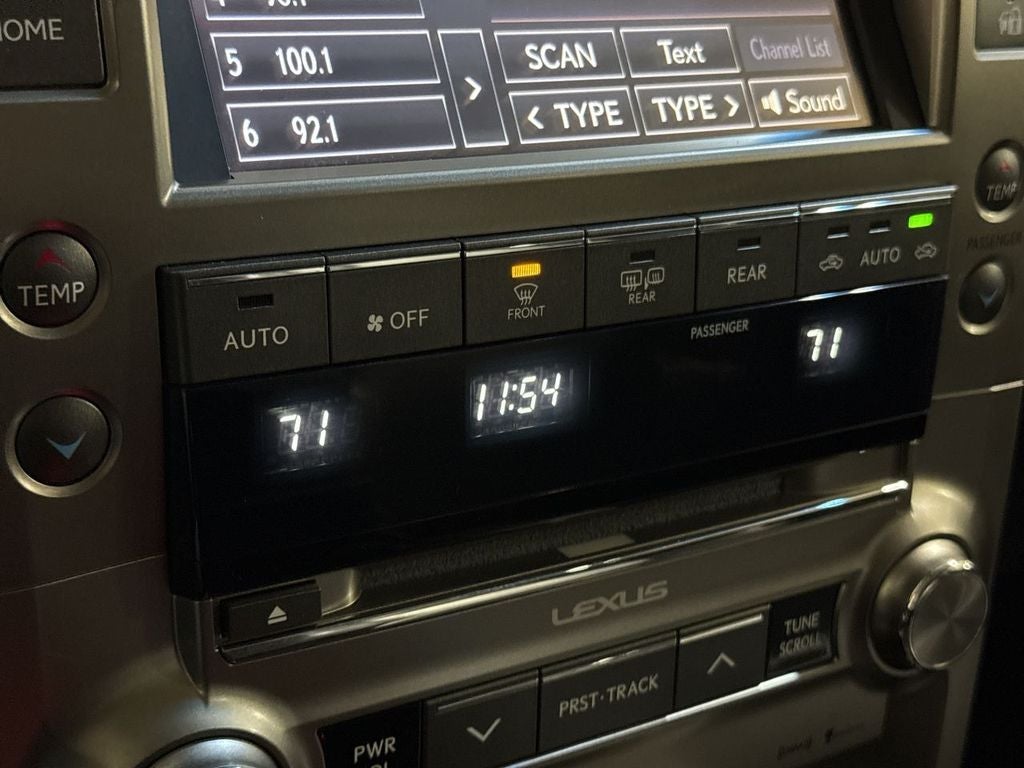 HOME
5 100.1
6 92.1
SCAN
Text
Channel List
< TYPE
TYPE >
Sound
TEMP
TEMP
PASSENGER
AUTO
OFF
FRONT
REAR
REAR
AUTO
PASSENGER
71
11:54
71
LEXUS
TUNE
SCROLL
PRST·TRACK
PWR